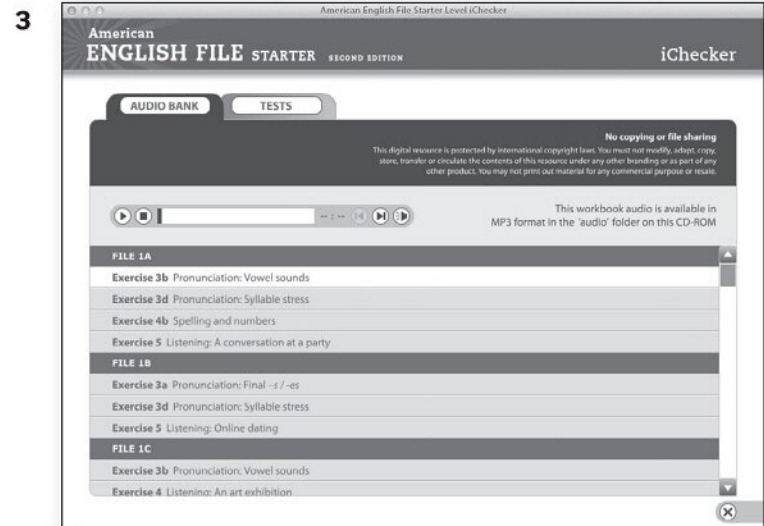 3
American English File Starter Level iChecker
American
ENGLISH FILE STARTER SECOND EDITION
iChecker
AUDIO BANK
TESTS
No copying or file sharing
This digital resource is protected by international copyright laws. You must not modify, adapt, copy,
store, transfer or circulate the contents of this resource under any other branding or as part of any
other product. You may not print out material for any commercial purpose or resale.
--:--
This workbook audio is available in
MP3 format in the 'audio' folder on this CD-ROM
FILE 1A
Exercise 3b Pronunciation: Vowel sounds
Exercise 3d Pronunciation: Syllable stress
Exercise 4b Spelling and numbers
Exercise 5 Listening: A conversation at a party
FILE 1B
Exercise 3a Pronunciation: Final -s / -es
Exercise 3d Pronunciation: Syllable stress
Exercise 5 Listening: Online dating
FILE 1C
Exercise 3b Pronunciation: Vowel sounds
Exercise 4 Listening: An art exhibition